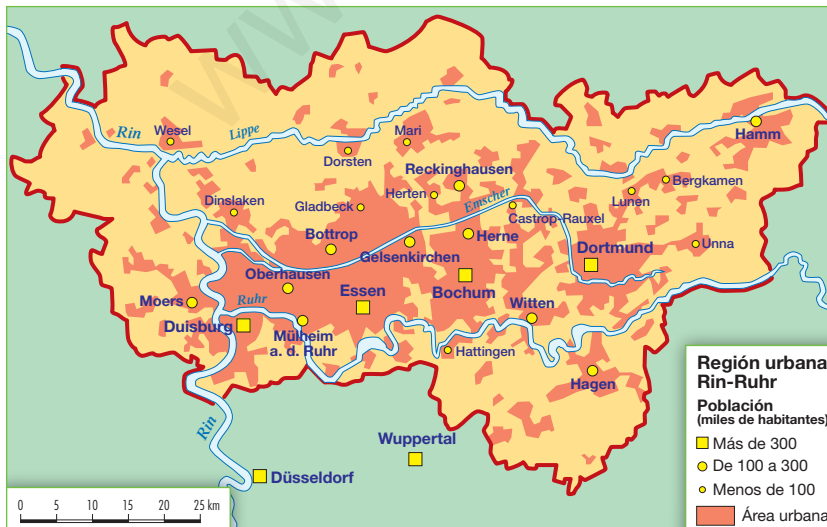 WWW
Rin
Wesel
Lippe
Dorsten
Mari
Hamm
Reckinghausen
Dinslaken
Gladbeck
Herten
Emscher
Castrop-Rauxel
Lunen
Bergkamen
Bottrop
Gelsenkirchen
Herne
Dortmund
Unna
Oberhausen
Moers
Ruhr
Essen
Bochum
Witten
Duisburg
Mülheim
a. d. Ruhr
Hattingen
Hagen
Rin
Wuppertal
Düsseldorf
0 5 10 15 20 25 km
Región urbana
Rin-Ruhr
Población
(miles de habitantes)
Más de 300
De 100 a 300
Menos de 100
Área urbana